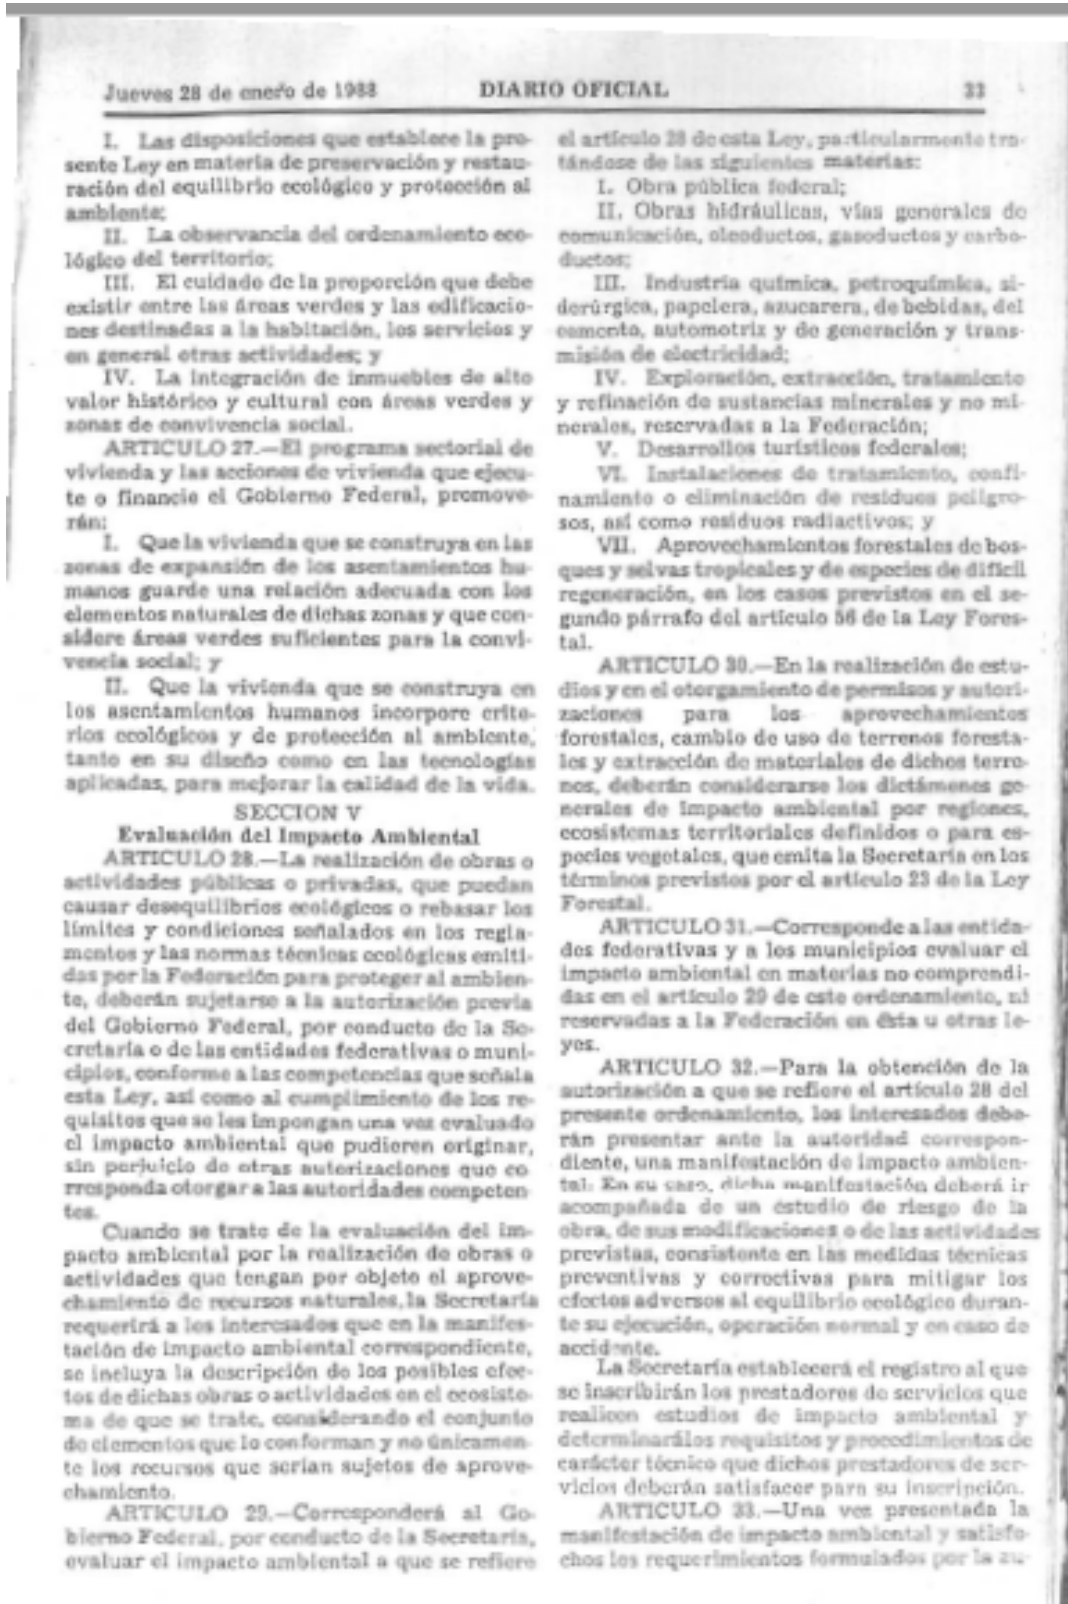 Jueves 28 de enero de 1988 DIARIO OFICIAL 33
I. Las disposiciones que establece la pre-
sente Ley en materia de preservación y restau-
ración del equilibrio ecológico y protección al
ambiente;
II. La observancia del ordenamiento eco-
lógico del territorio;
III. El cuidado de la proporción que debe
existir entre las áreas verdes y las edificacio-
nes destinadas a la habitación, los servicios y
en general otras actividades; y
IV. La integración de inmuebles de alto
valor histórico y cultural con áreas verdes y
zonas de convivencia social.
ARTICULO 27.—El programa sectorial de
vivienda y las acciones de vivienda que ejecu-
te o financie el Gobierno Federal, promove-
rán:
I. Que la vivienda que se construya en las
zonas de expansión de los asentamientos hu-
manos guarde una relación adecuada con los
elementos naturales de dichas zonas y que con-
sidere áreas verdes suficientes para la convi-
vencia social; y
II. Que la vivienda que se construya en
los asentamientos humanos incorpore crite-
rios ecológicos y de protección al ambiente,
tanto en su diseño como en las tecnologías
aplicadas, para mejorar la calidad de la vida.
SECCION V
Evaluación del Impacto Ambiental
ARTICULO 28.—La realización de obras o
actividades públicas o privadas, que puedan
causar desequilibrios ecológicos o rebasar los
límites y condiciones señalados en los regla-
mentos y las normas técnicas ecológicas emiti-
das por la Federación para proteger al ambien-
te, deberán sujetarse a la autorización previa
del Gobierno Federal, por conducto de la Se-
cretaría o de las entidades federativas o muni-
cipios, conforme a las competencias que señala
esta Ley, así como al cumplimiento de los re-
quisitos que se les impongan una vez evaluado
el impacto ambiental que pudieren originar,
sin perjuicio de otras autorizaciones que co
rresponda otorgar a las autoridades competen
tes.
Cuando se trate de la evaluación del im-
pacto ambiental por la realización de obras o
actividades que tengan por objeto el aprove-
chamiento de recursos naturales, la Secretaría
requerirá a los interesados que en la manifes-
tación de impacto ambiental correspondiente,
se incluya la descripción de los posibles efec-
tos de dichas obras o actividades en el ecosiste-
ma de que se trate, considerando el conjunto
de elementos que lo conforman y no únicamen-
te los recursos que serían sujetos de aprove-
chamiento.
ARTICULO 29.—Corresponderá al Go-
bierno Federal, por conducto de la Secretaría,
evaluar el impacto ambiental a que se refiere
el artículo 28 de esta Ley, particularmente tra-
tándose de las siguientes materias:
I. Obra pública federal;
II. Obras hidráulicas, vías generales de
comunicación, oleoductos, gasoductos y carbo-
ductos;
III. Industria química, petroquímica, si-
derúrgica, papelera, azucarera, de bebidas, del
cemento, automotriz y de generación y trans-
misión de electricidad;
IV. Exploración, extracción, tratamiento
y refinación de sustancias minerales y no mi-
nerales, reservadas a la Federación;
V. Desarrollos turísticos federales;
VI. Instalaciones de tratamiento, confi-
namiento o eliminación de residuos peligro-
sos, así como residuos radiactivos; y
VII. Aprovechamientos forestales de bos-
ques y selvas tropicales y de especies de difícil
regeneración, en los casos previstos en el se-
gundo párrafo del artículo 56 de la Ley Fores-
tal.
ARTICULO 30.—En la realización de estu-
dios y en el otorgamiento de permisos y autori-
zaciones para los aprovechamientos
forestales, cambio de uso de terrenos foresta-
les y extracción de materiales de dichos terre-
nos, deberán considerarse los dictámenes ge-
nerales de impacto ambiental por regiones,
ecosistemas territoriales definidos o para es-
pecies vegetales, que emita la Secretaría en los
términos previstos por el artículo 23 de la Ley
Forestal.
ARTICULO 31.—Corresponde a las entida-
des federativas y a los municipios evaluar el
impacto ambiental en materias no comprendi-
das en el artículo 29 de este ordenamiento, ni
reservadas a la Federación en ésta u otras le-
yes.
ARTICULO 32.—Para la obtención de la
autorización a que se refiere el artículo 28 del
presente ordenamiento, los interesados debe-
rán presentar ante la autoridad correspon-
diente, una manifestación de impacto ambien-
tal. En su caso, dicha manifestación deberá ir
acompañada de un estudio de riesgo de la
obra, de sus modificaciones o de las actividades
previstas, consistente en las medidas técnicas
preventivas y correctivas para mitigar los
efectos adversos al equilibrio ecológico duran-
te su ejecución, operación normal y en caso de
accidente.
La Secretaría establecerá el registro al que
se inscribirán los prestadores de servicios que
realicen estudios de impacto ambiental y
determinará los requisitos y procedimientos de
carácter técnico que dichos prestadores de ser-
vicios deberán satisfacer para su inscripción.
ARTICULO 33.—Una vez presentada la
manifestación de impacto ambiental y satisfe-
chos los requerimientos formulados por la au-